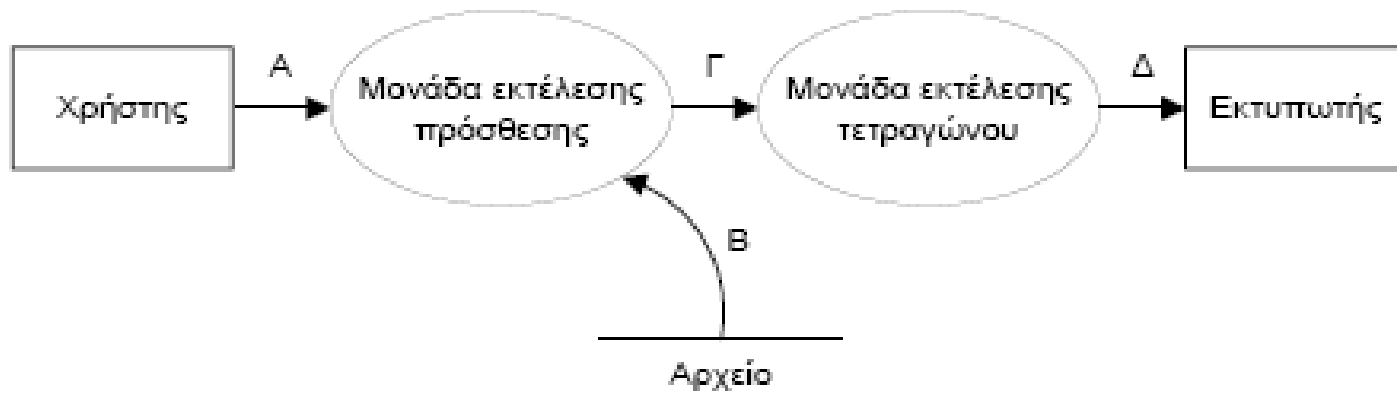 Χρήστης
Α
Μονάδα εκτέλεσης
πρόσθεσης
Γ
Μονάδα εκτέλεσης
τετραγώνου
Δ
Εκτυπωτής
Β
Αρχείο